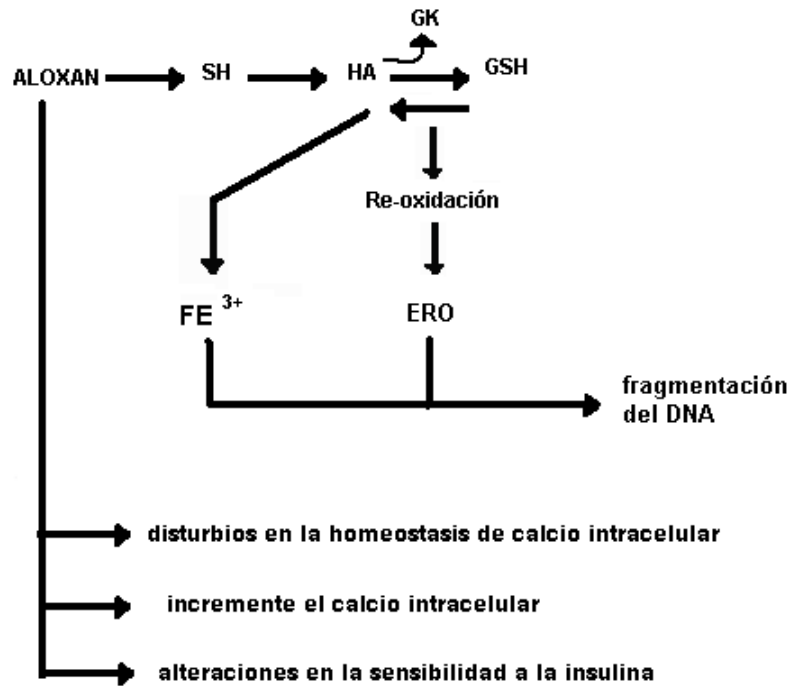 GK
ALOXAN SH HA GSH
Re-oxidación
FE 3+ ERO
fragmentación
del DNA
disturbios en la homeostasis de calcio intracelular
incremente el calcio intracelular
alteraciones en la sensibilidad a la insulina